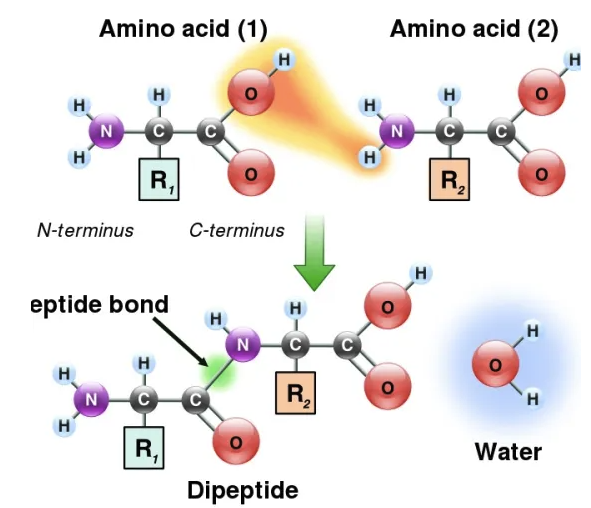 Amino acid (1)
Amino acid (2)
H
H
H
H
H
H
O
O
N
C
C
N
C
C
H
H
O
O
R1
R2
N-terminus
C-terminus
H
H
H
O
eptide bond
H
N
C
C
O
H
H
O
H
N
C
C
R2
H
H
O
R1
Water
Dipeptide